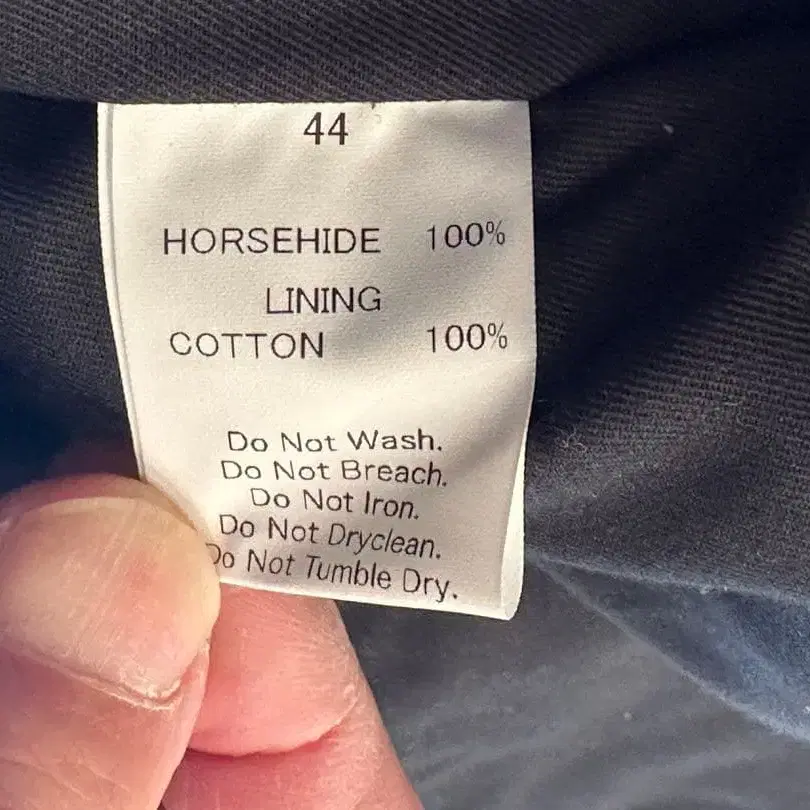 44
HORSEHIDE 100%
LINING
COTTON 100%
Do Not Wash.
Do Not Breach.
Do Not Iron.
Do Not Dryclean.
Do Not Tumble Dry.